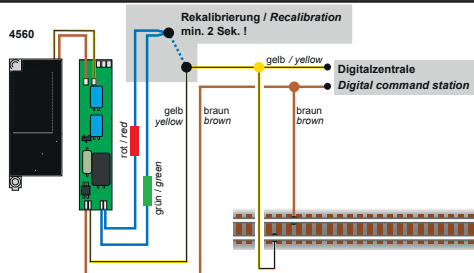 Rekalibrierung / Recalibration
min. 2 Sek. !
4560
gelb / yellow
Digitalzentrale
Digital command station
gelb
yellow
braun
brown
braun
brown
rot / red
grün / green